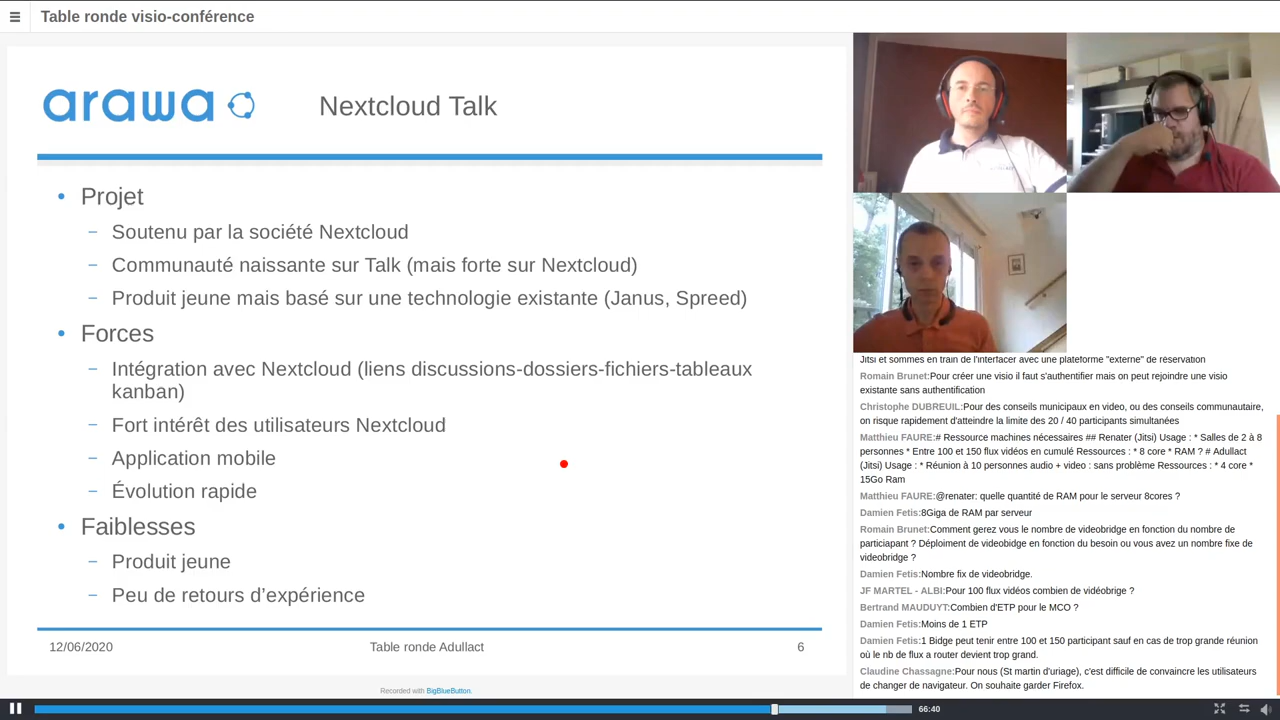 Table ronde visio-conférence
arawa
Nextcloud Talk
• Projet
– Soutenu par la société Nextcloud
– Communauté naissante sur Talk (mais forte sur Nextcloud)
– Produit jeune mais basé sur une technologie existante (Janus, Spreed)
• Forces
– Intégration avec Nextcloud (liens discussions-dossiers-fichiers-tableaux
kanban)
– Fort intérêt des utilisateurs Nextcloud
– Application mobile
– Évolution rapide
• Faiblesses
– Produit jeune
– Peu de retours d’expérience
12/06/2020
Table ronde Adullact
6
Recorded with BigBlueButton.
Jitsi et sommes en train de l'interfacer avec une plateforme "externe" de reservation
Romain Brunet:Pour créer une visio il faut s'authentifier mais on peut rejoindre une visio
existante sans authentification
Christophe DUBREUIL:Pour des conseils municipaux en video, ou des conseils communautaire,
on risque rapidement d'atteindre la limite des 20 / 40 participants simultanées
Matthieu FAURE:# Ressource machines nécessaires ## Renater (Jitsi) Usage : * Salles de 2 à 8
personnes * Entre 100 et 150 flux vidéos en cumulé Ressources : * 8 core * RAM ? # Adullact
(Jitsi) Usage : * Réunion à 10 personnes audio + video : sans problème Ressources : * 4 core *
15Go Ram
Matthieu FAURE:@renater: quelle quantité de RAM pour le serveur 8cores ?
Damien Fetis:8Giga de RAM par serveur
Romain Brunet:Comment gerez vous le nombre de videobridge en fonction du nombre de
particiapant ? Déploiment de videobidge en fonction du besoin ou vous avez un nombre fixe de
videobridge ?
Damien Fetis:Nombre fix de videobridge.
JF MARTEL - ALBI:Pour 100 flux vidéos combien de vidéobrige ?
Bertrand MAUDUYT:Combien d'ETP pour le MCO ?
Damien Fetis:Moins de 1 ETP
Damien Fetis:1 Bidge peut tenir entre 100 et 150 participant sauf en cas de trop grande réunion
où le nb de flux a router devient trop grand.
Claudine Chassagne:Pour nous (St martin d'uriage), c'est difficile de convaincre les utilisateurs
de changer de navigateur. On souhaite garder Firefox.
66:40